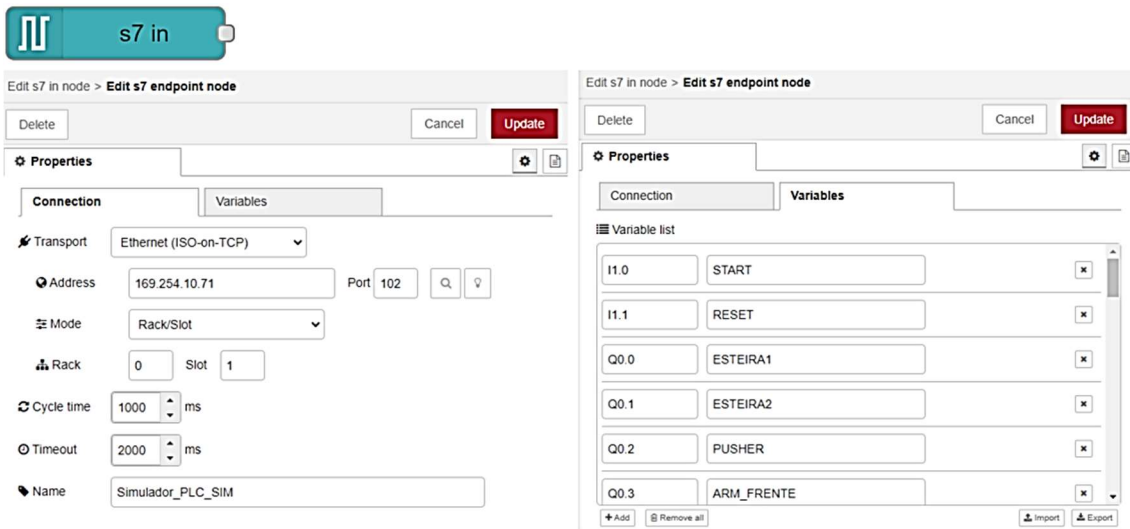 s7 in
Edit s7 in node > Edit s7 endpoint node
Delete
Cancel
Update
Properties
Connection
Variables
Transport
Ethernet (ISO-on-TCP)
Address
169.254.10.71
Port
102
Mode
Rack/Slot
Rack
0
Slot
1
Cycle time
1000
ms
Timeout
2000
ms
Name
Simulador_PLC_SIM
Edit s7 in node > Edit s7 endpoint node
Delete
Cancel
Update
Properties
Connection
Variables
Variable list
I1.0
START
I1.1
RESET
Q0.0
ESTEIRA1
Q0.1
ESTEIRA2
Q0.2
PUSHER
Q0.3
ARM_FRENTE
+Add
Remove all
Import
Export